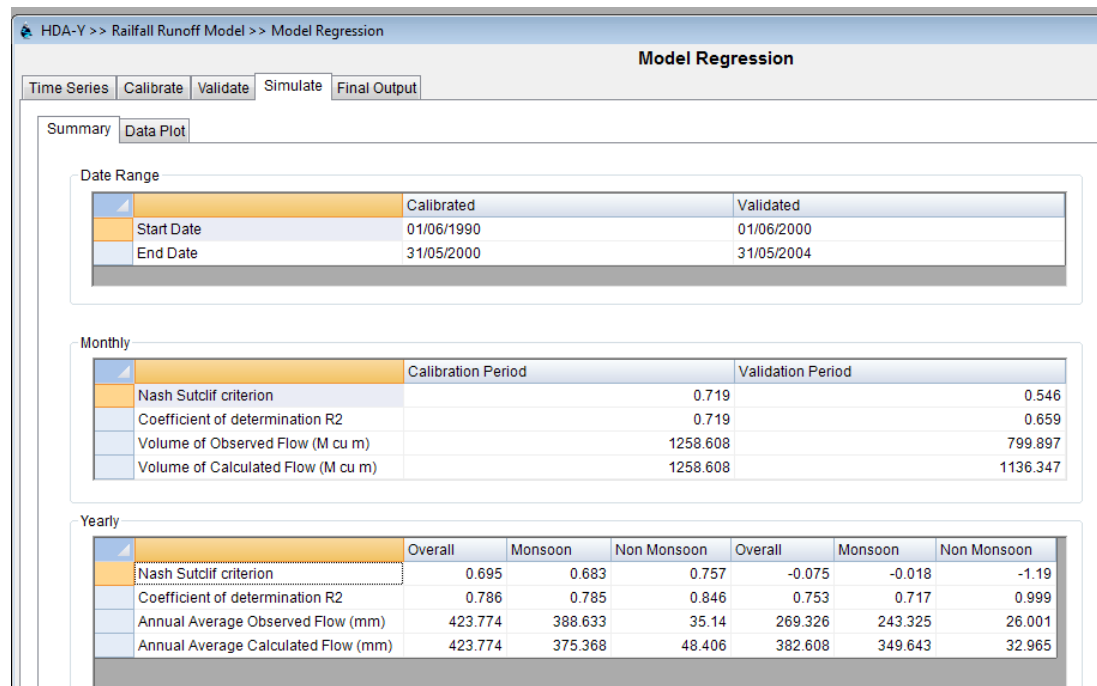 HDA-Y >> Railfall Runoff Model >> Model Regression
Model Regression
Time Series Calibrate Validate Simulate Final Output
Summary Data Plot
Date Range
Calibrated Validated
Start Date 01/06/1990 01/06/2000
End Date 31/05/2000 31/05/2004
Monthly
Calibration Period Validation Period
Nash Sutclif criterion 0.719 0.546
Coefficient of determination R2 0.719 0.659
Volume of Observed Flow (M cu m) 1258.608 799.897
Volume of Calculated Flow (M cu m) 1258.608 1136.347
Yearly
Overall Monsoon Non Monsoon Overall Monsoon Non Monsoon
Nash Sutclif criterion 0.695 0.683 0.757 -0.075 -0.018 -1.19
Coefficient of determination R2 0.786 0.785 0.846 0.753 0.717 0.999
Annual Average Observed Flow (mm) 423.774 388.633 35.14 269.326 243.325 26.001
Annual Average Calculated Flow (mm) 423.774 375.368 48.406 382.608 349.643 32.965